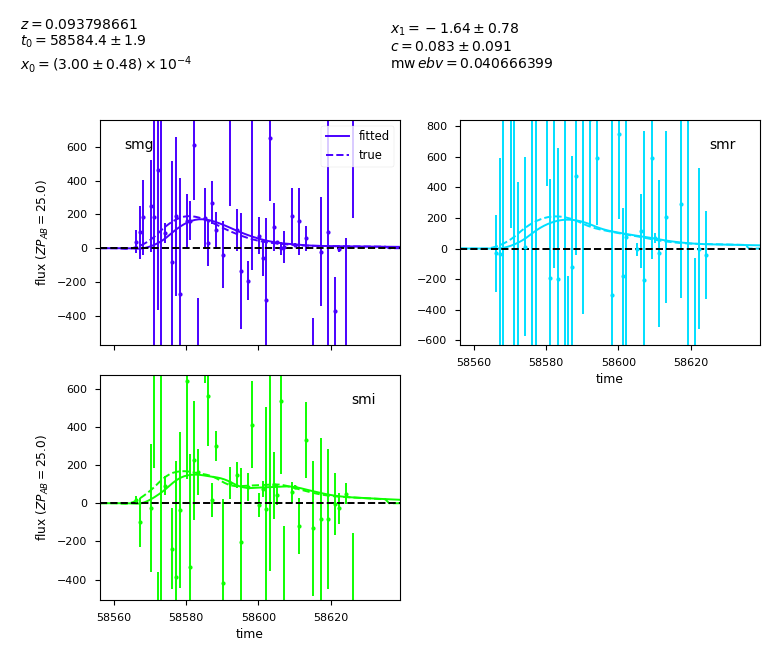 z = 0.093798661
t₀ = 58584.4 ± 1.9
x₀ = (3.00 ± 0.48) × 10⁻⁴
x₁ = −1.64 ± 0.78
c = 0.083 ± 0.091
mw ebv = 0.040666399
smg
fitted
true
600
400
200
0
−200
−400
flux (ZP_AB = 25.0)
smr
800
600
400
200
0
−200
−400
−600
58560 58580 58600 58620
time
smi
600
400
200
0
−200
−400
flux (ZP_AB = 25.0)
58560 58580 58600 58620
time